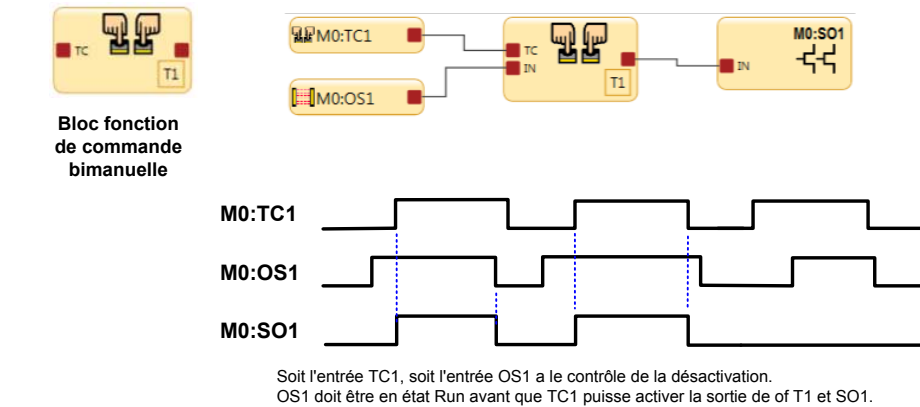 TC
T1
Bloc fonction
de commande
bimanuelle
M0:TC1
M0:OS1
TC
IN
T1
M0:SO1
IN
M0:TC1
M0:OS1
M0:SO1
Soit l'entrée TC1, soit l'entrée OS1 a le contrôle de la désactivation.
OS1 doit être en état Run avant que TC1 puisse activer la sortie de of T1 et SO1.